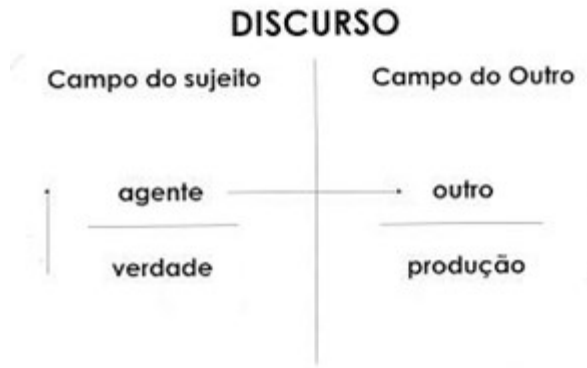 DISCURSO
Campo do sujeito Campo do Outro
agente outro
verdade produção